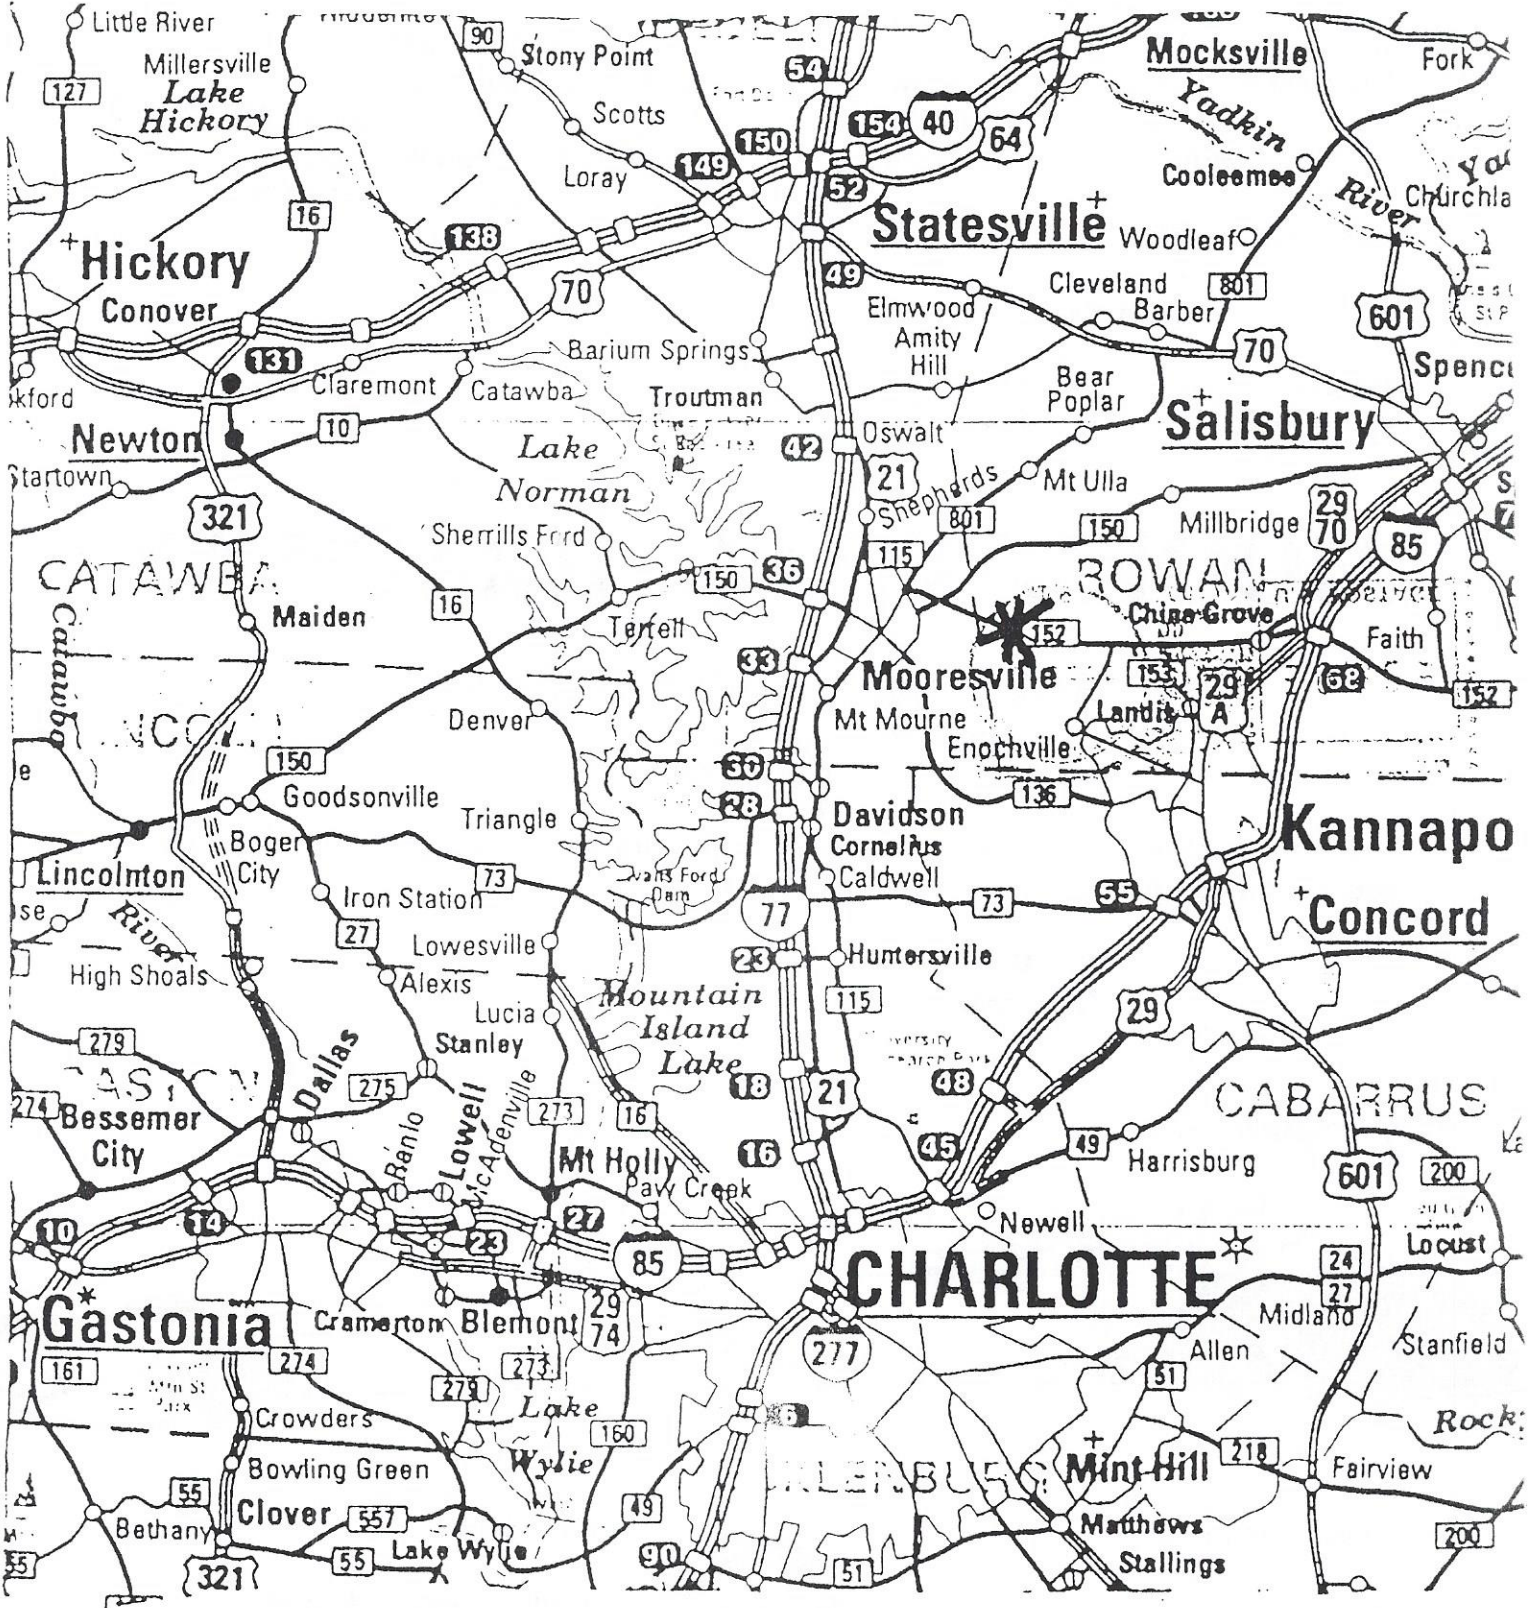 Little River
90
Stony Point
54
Mocksville
Fork
Millersville
127
Lake
Hickory
Scotts
150
154
40
64
Yadkin
149
Loray
52
Cooleemee
River
16
138
Statesville
Woodleaf
Hickory
Conover
70
49
Elmwood
Cleveland
801
Barber
601
Amity
Hill
70
131
Barium Springs
Claremont
Catawba
Troutman
Bear
Poplar
Salisbury
Newton
10
Lake
Norman
42
Oswalt
21
Shepherds
Mt Ulla
Startown
321
Sherrills Ford
801
150
Millbridge
29
70
85
115
CATAWBA
36
150
ROWAN
16
Maiden
Terrell
152
China Grove
Faith
Catawba
33
Mooresville
153
29
A
68
152
Denver
Mt Mourne
Landis
Enochville
150
30
136
Goodsonville
28
Davidson
Cornelius
Triangle
Kannapo
Boger
City
Lincolnton
73
Caldwell
Iron Station
77
73
55
Concord
River
27
Lowesville
23
Huntersville
High Shoals
Alexis
Mountain
Island
Lake
115
29
Lucia
279
Dallas
Stanley
275
18
21
48
CABARRUS
274
Bessemer
City
Ranlo
Lowell
McAdenville
273
16
Mt Holly
16
45
49
Harrisburg
601
200
Paw Creek
Newell
10
14
27
23
85
CHARLOTTE
24
27
Locust
Gastonia
Cramerton
Blemont
29
74
277
Midland
Allen
Stanfield
161
274
273
279
51
Crowders
Lake
Wylie
160
6
Rock
Mint Hill
218
Fairview
Bowling Green
55
Clover
557
49
Bethany
Matthews
200
55
321
55
Lake Wylie
90
51
Stallings